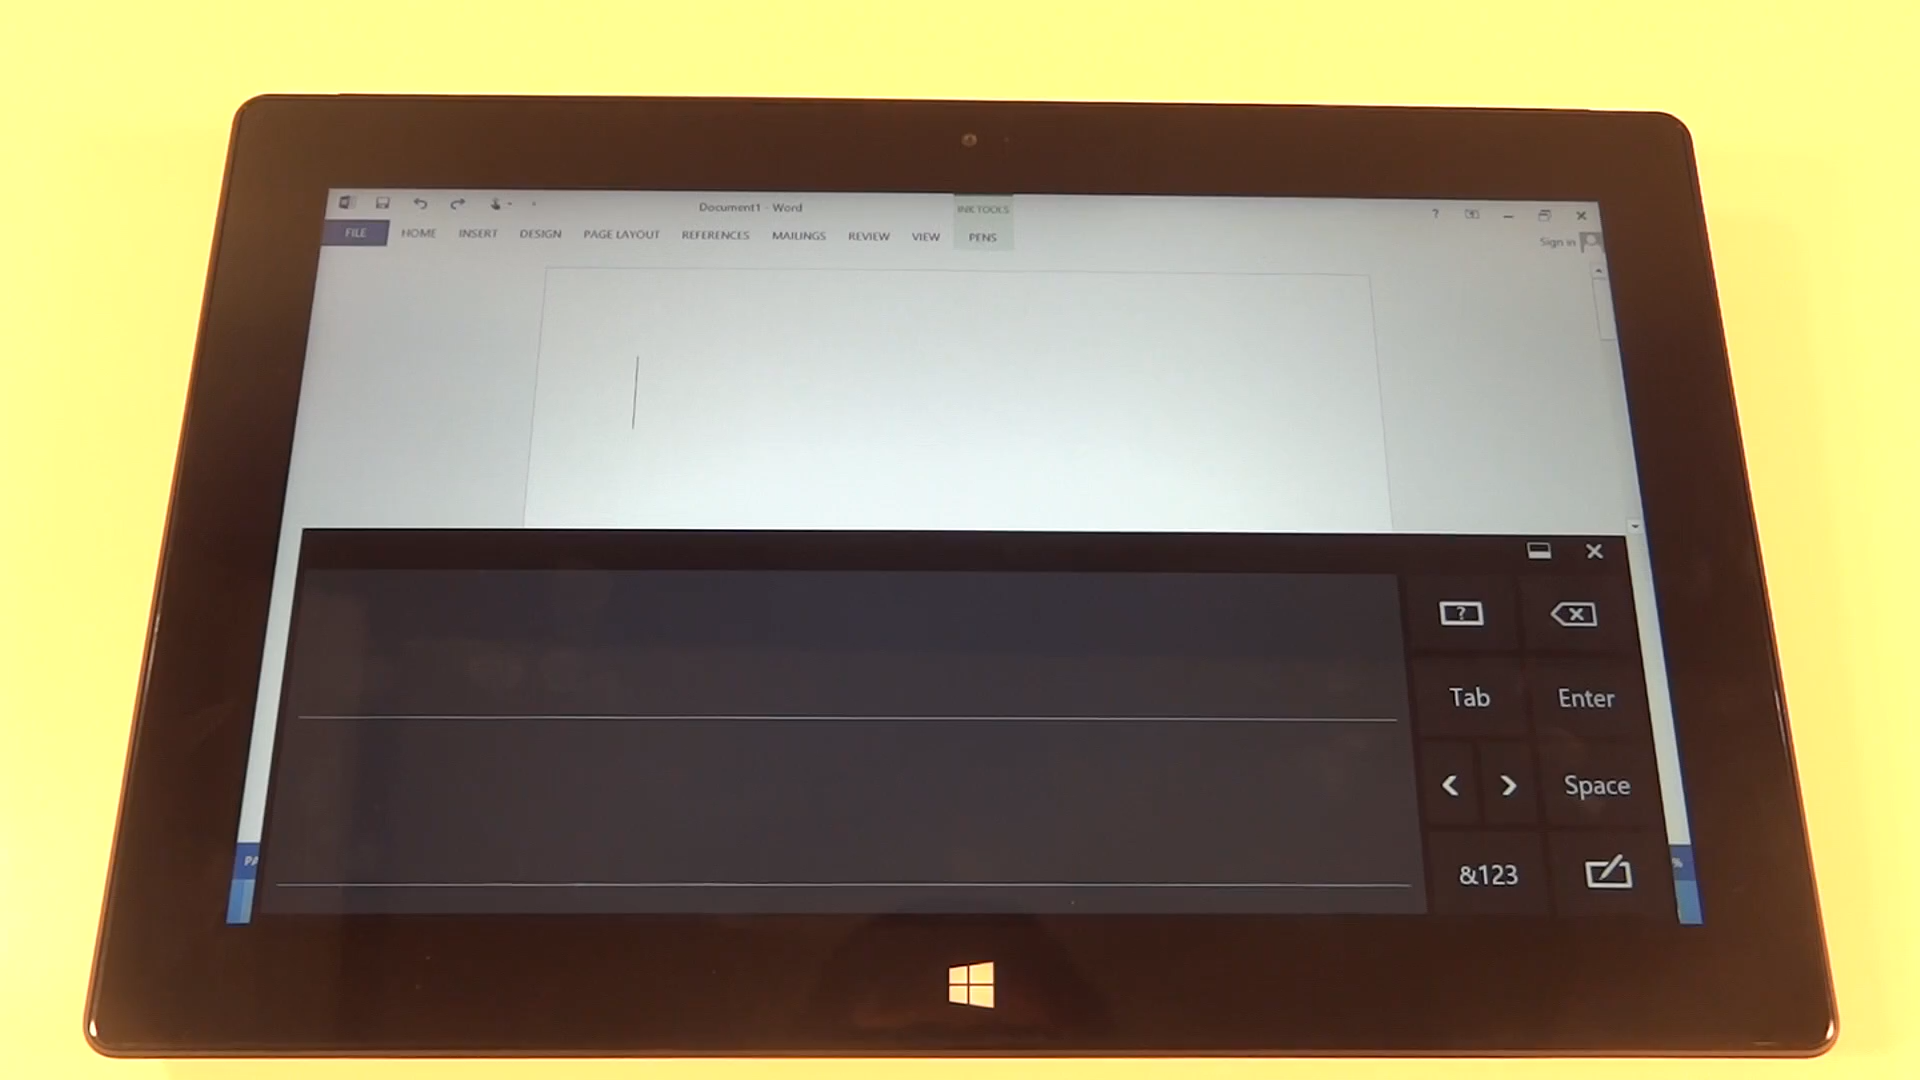 Document1 - Word
INK TOOLS
?
FILE HOME INSERT DESIGN PAGE LAYOUT REFERENCES MAILINGS REVIEW VIEW PENS
Sign in
?
Tab Enter
Space
&123
PA
%